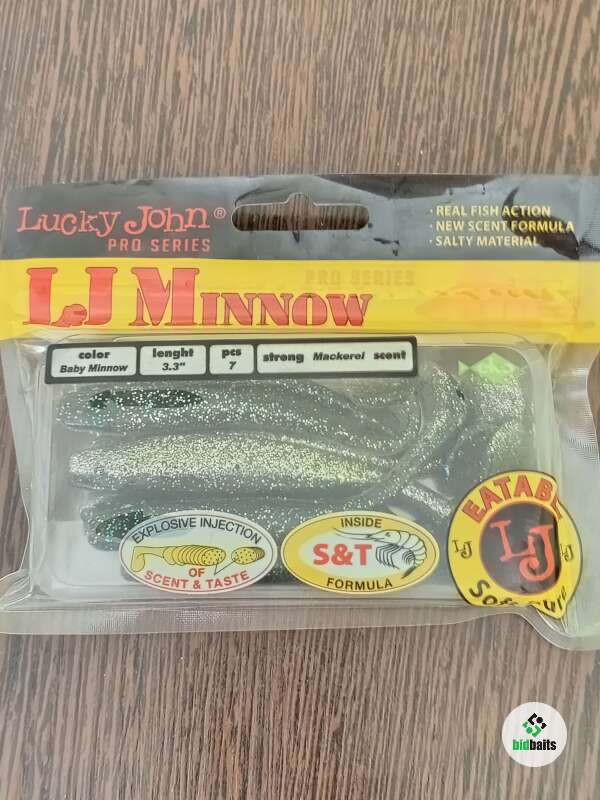 Lucky John®
PRO SERIES
· REAL FISH ACTION
· NEW SCENT FORMULA
· SALTY MATERIAL
PRO SERIES
LJ MINNOW
color
Baby Minnow
lenght
3.3"
pcs
7
strong Mackerel scent
EXPLOSIVE INJECTION
OF
SCENT & TASTE
INSIDE
S&T
FORMULA
EATABL
LJ
LJ
LJ
bidbaits